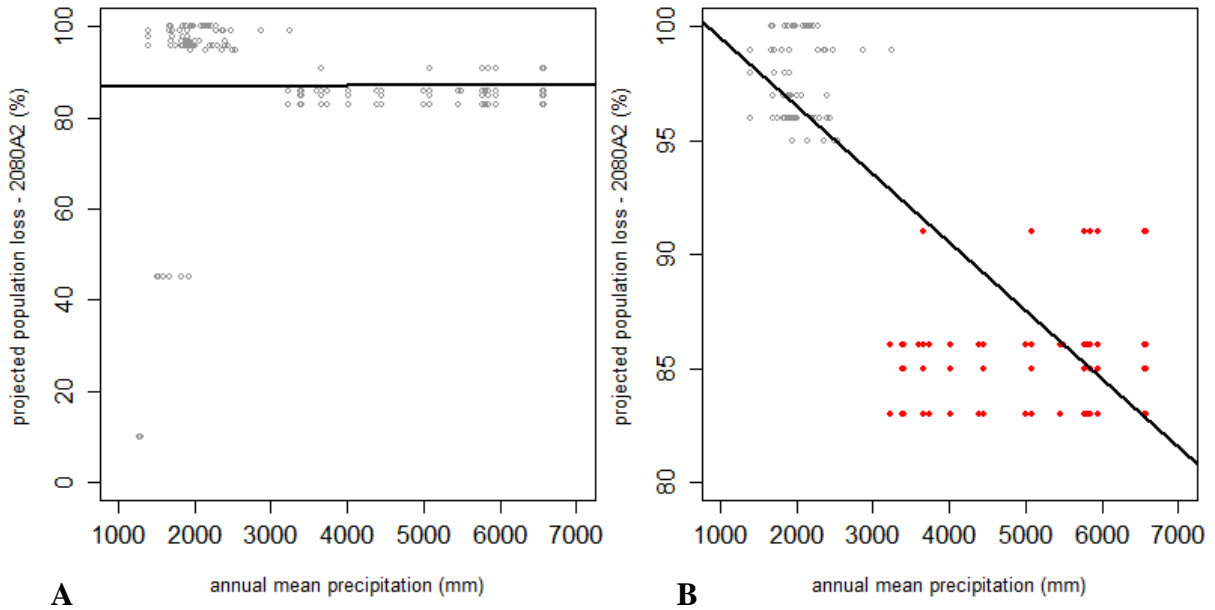 projected population loss - 2080A2 (%)
100
80
60
40
20
0
1000 2000 3000 4000 5000 6000 7000
annual mean precipitation (mm)
A
projected population loss - 2080A2 (%)
100
95
90
85
80
1000 2000 3000 4000 5000 6000 7000
annual mean precipitation (mm)
B